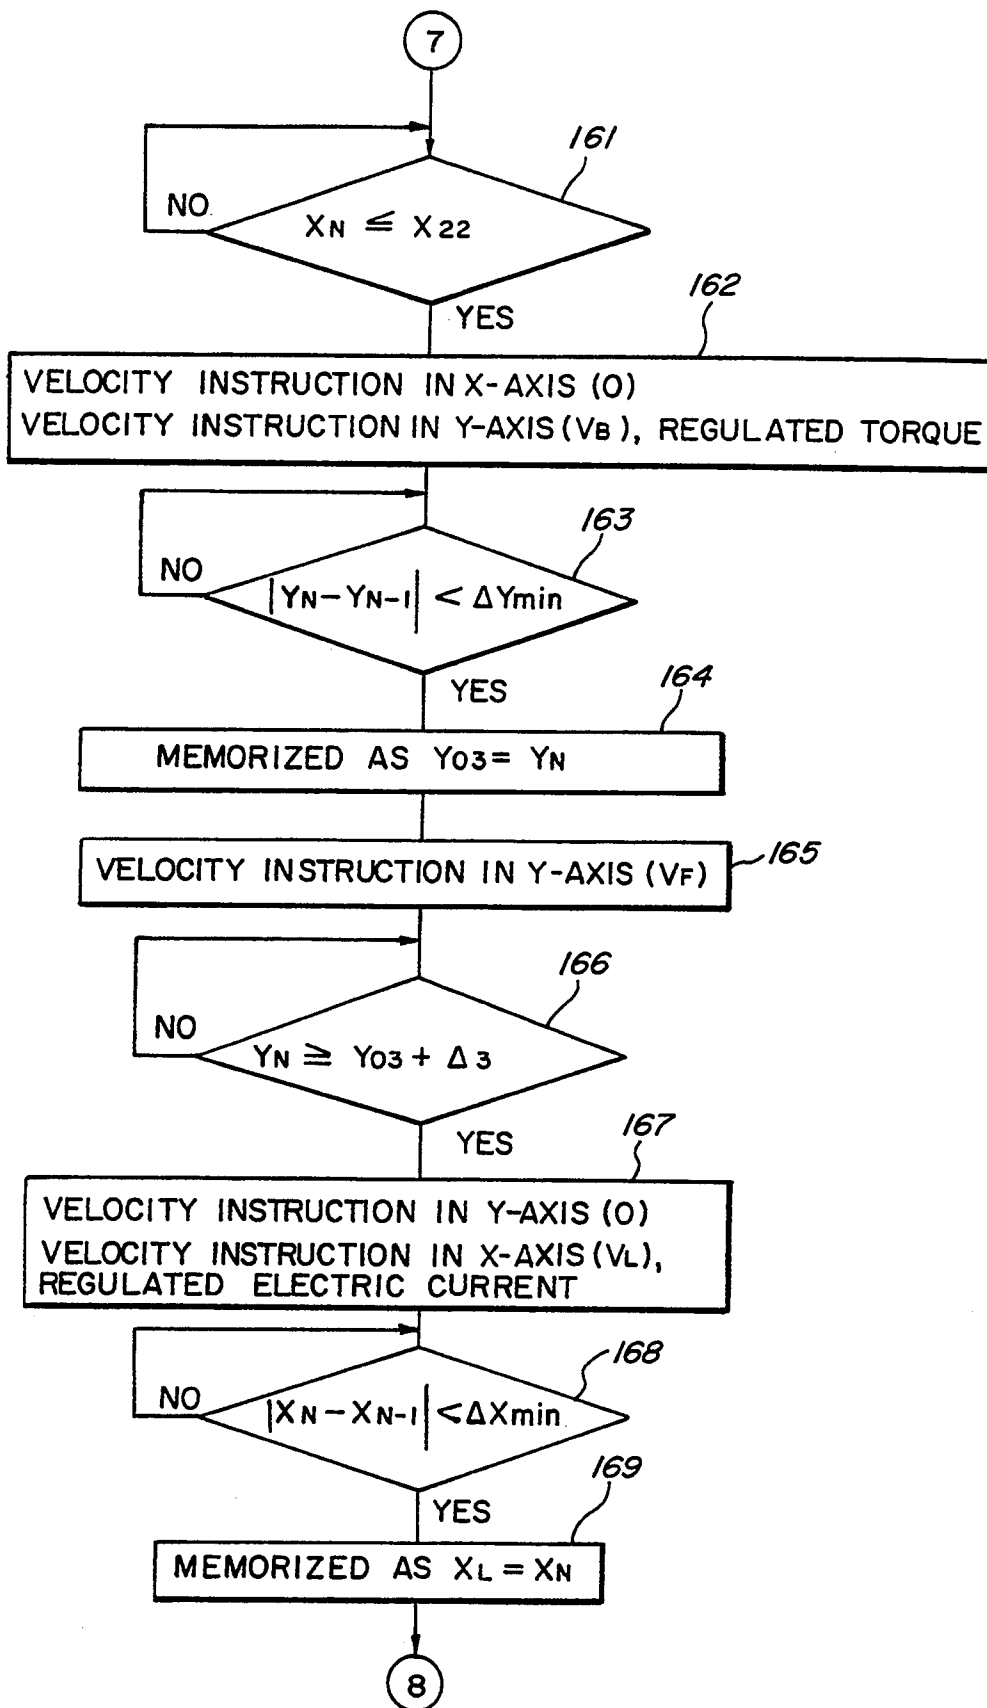 7
161
NO
XN ≦ X22
YES
162
VELOCITY INSTRUCTION IN X-AXIS (O)
VELOCITY INSTRUCTION IN Y-AXIS (VB), REGULATED TORQUE
163
NO
|YN-YN-1| < ΔYmin
YES
164
MEMORIZED AS Y03 = YN
VELOCITY INSTRUCTION IN Y-AXIS (VF)
165
166
NO
YN ≧ Y03 + Δ3
YES
167
VELOCITY INSTRUCTION IN Y-AXIS (O)
VELOCITY INSTRUCTION IN X-AXIS (VL),
REGULATED ELECTRIC CURRENT
168
NO
|XN-XN-1| < ΔXmin
YES
169
MEMORIZED AS XL = XN
8